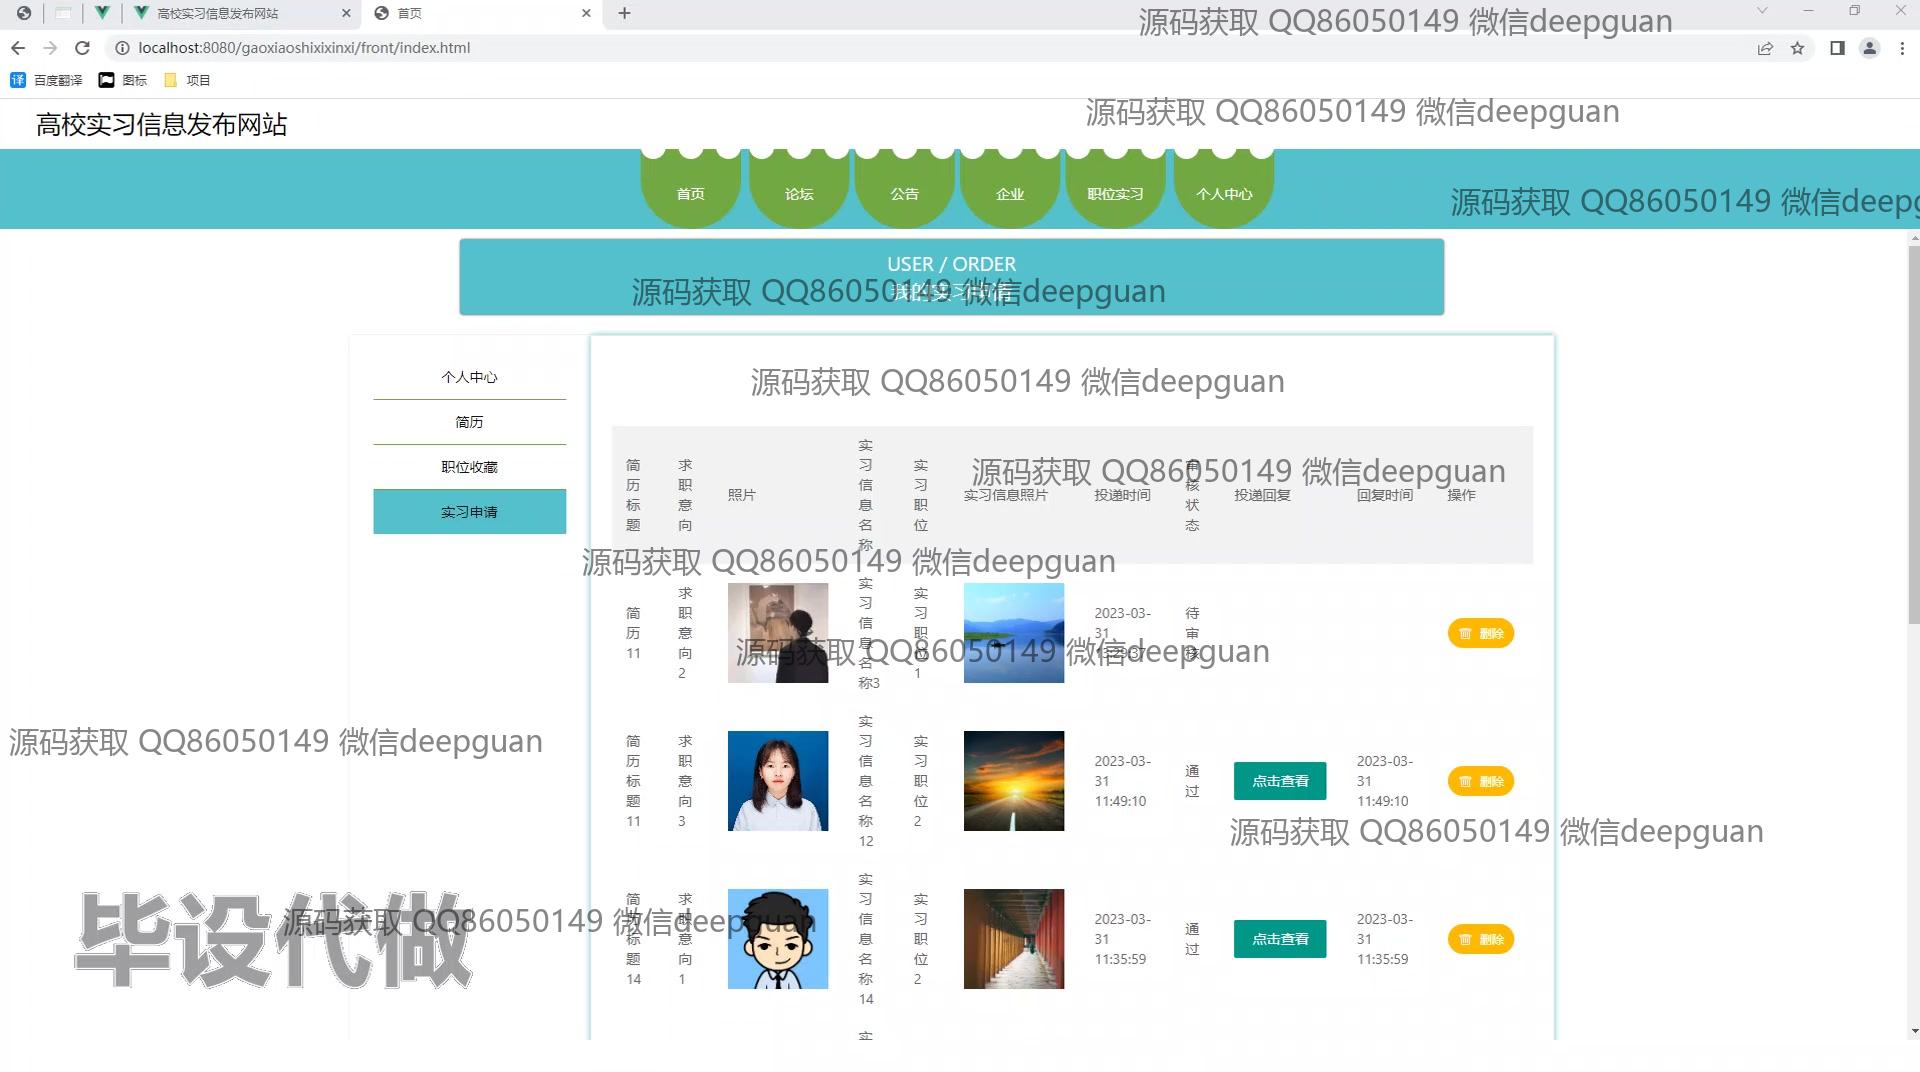 高校实习信息发布网站
首页
源码获取 QQ86050149 微信deepguan
localhost:8080/gaoxiaoshixixinxi/front/index.html
译 百度翻译 图标 项目
高校实习信息发布网站
源码获取 QQ86050149 微信deepguan
首页 论坛 公告 企业 职位实习 个人中心
源码获取 QQ86050149 微信deepg
USER / ORDER
我的实习申请
源码获取 QQ86050149 微信deepguan
个人中心
简历
职位收藏
实习申请
源码获取 QQ86050149 微信deepguan
简历标题 求职意向 照片 实习信息名称 实习职位 实习信息照片 投递时间 审核状态 投递回复 回复时间 操作
源码获取 QQ86050149 微信deepguan
源码获取 QQ86050149 微信deepguan
简历11 求职意向2 实习信息名称3 实习职位1 2023-03-31 待审核 删除
源码获取 QQ86050149 微信deepguan
源码获取 QQ86050149 微信deepguan
简历标题11 求职意向3 实习信息名称12 实习职位2 2023-03-31 11:49:10 通过 点击查看 2023-03-31 11:49:10 删除
源码获取 QQ86050149 微信deepguan
简历标题14 求职意向1 实习信息名称14 实习职位2 2023-03-31 11:35:59 通过 点击查看 2023-03-31 11:35:59 删除
源码获取 QQ86050149 微信deepguan
毕设代做
实